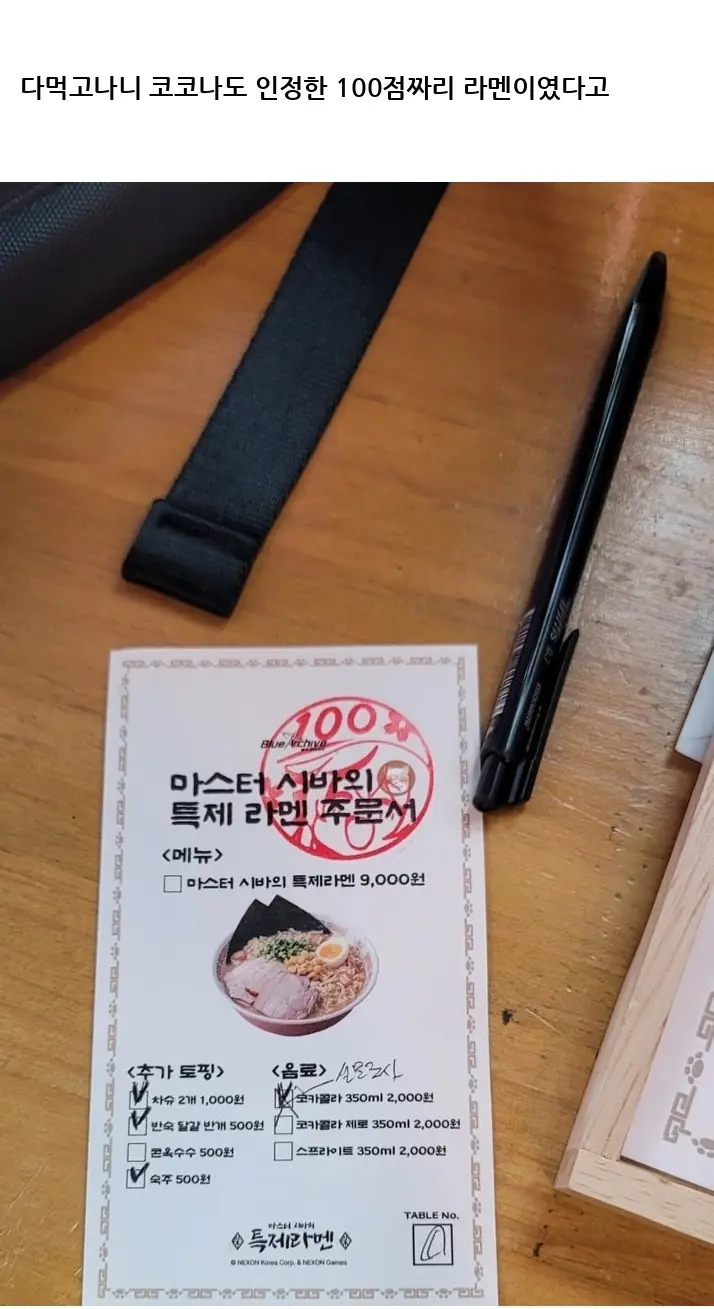 다먹고나니 코코나도 인정한 100점짜리 라멘이였다고
100
Blue Archive
마스터 시바의
특제 라멘 주문서
<메뉴>
마스터 시바의 특제라멘 9,000원
<추가 토핑>
차슈 2개 1,000원
반숙 달걀 반개 500원
콘옥수수 500원
숙주 500원
<음료>
코카콜라 350ml 2,000원
코카콜라 제로 350ml 2,000원
스프라이트 350ml 2,000원
TABLE No.
마스터 시바의
특제라멘
© NEXON Korea Corp. & NEXON Games